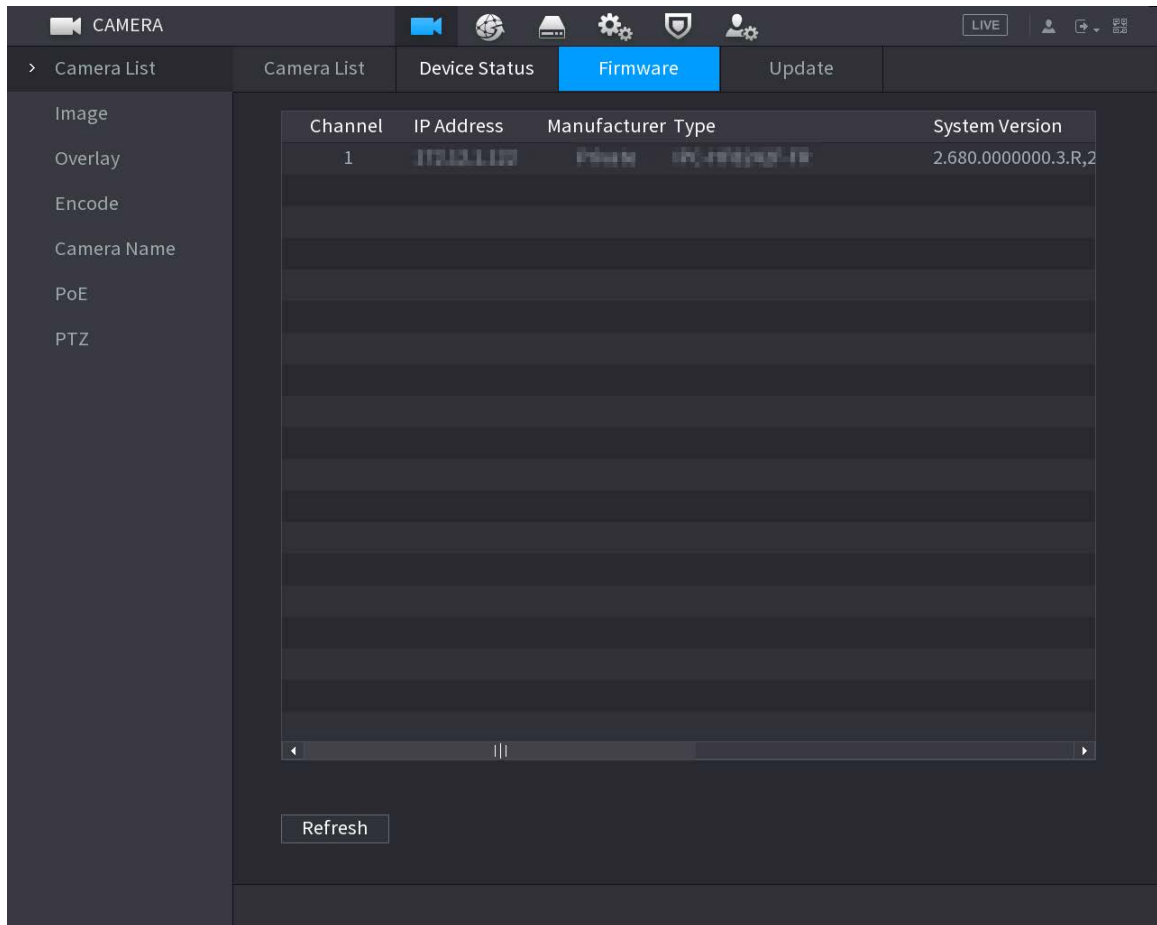 CAMERA
LIVE
Camera List
Image
Overlay
Encode
Camera Name
PoE
PTZ
Camera List Device Status Firmware Update
Channel IP Address Manufacturer Type System Version
1 2.680.0000000.3.R,2
Refresh